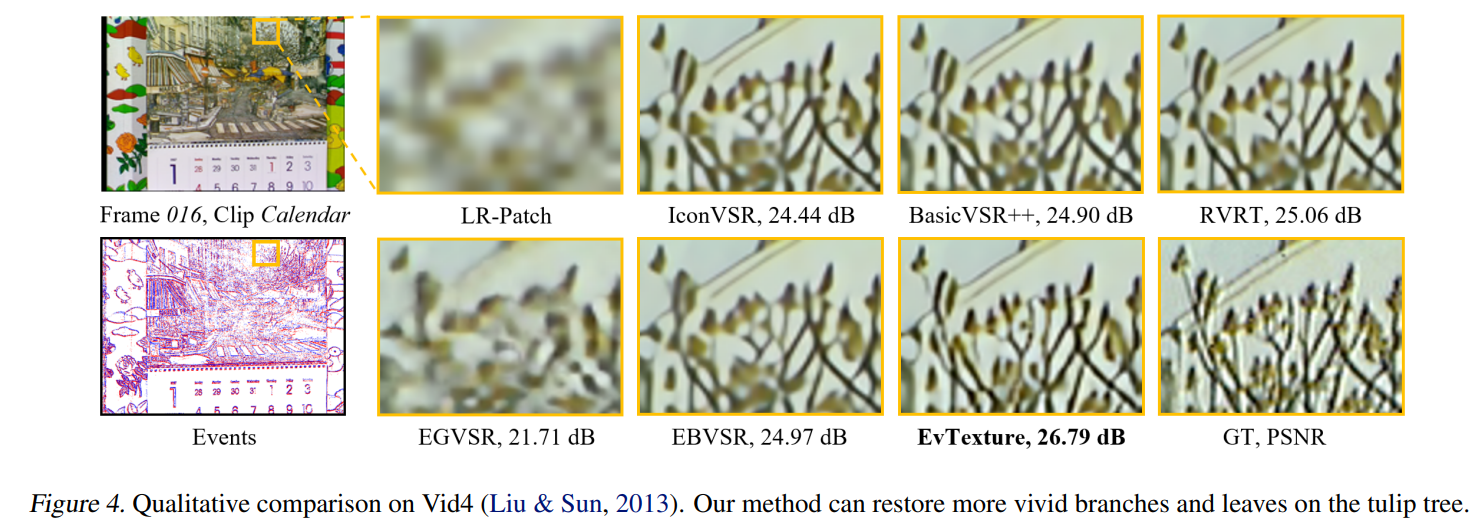 1 28 29 30 31 1 2 3
4 5 6 7 8 9 10
Frame 016, Clip Calendar
LR-Patch
IconVSR, 24.44 dB
BasicVSR++, 24.90 dB
RVRT, 25.06 dB
1 28 29 30 31 1 2 3
4 5 6 7 8 9 10
Events
EGVSR, 21.71 dB
EBVSR, 24.97 dB
EvTexture, 26.79 dB
GT, PSNR
Figure 4. Qualitative comparison on Vid4 (Liu & Sun, 2013). Our method can restore more vivid branches and leaves on the tulip tree.